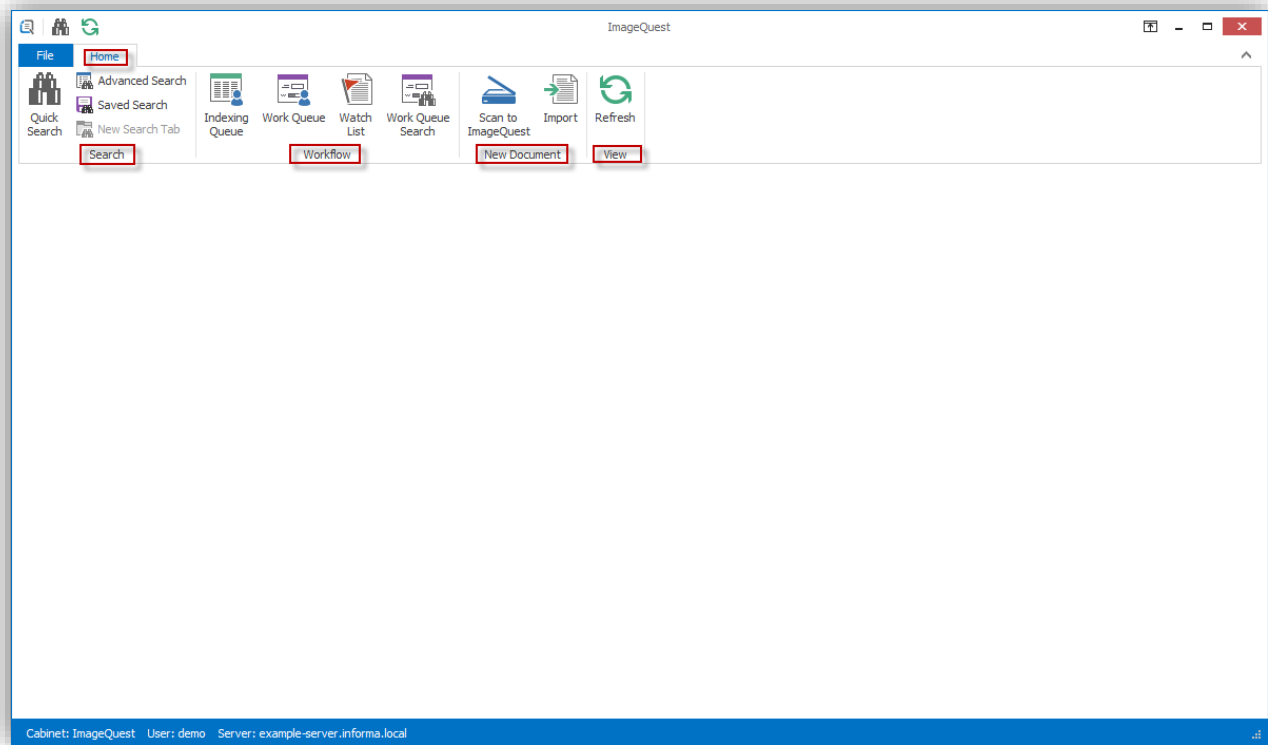 ImageQuest
File Home
Quick Search
Advanced Search
Saved Search
New Search Tab
Search
Indexing Queue
Work Queue
Watch List
Work Queue Search
Workflow
Scan to ImageQuest
Import
New Document
Refresh
View
Cabinet: ImageQuest User: demo Server: example-server.informa.local